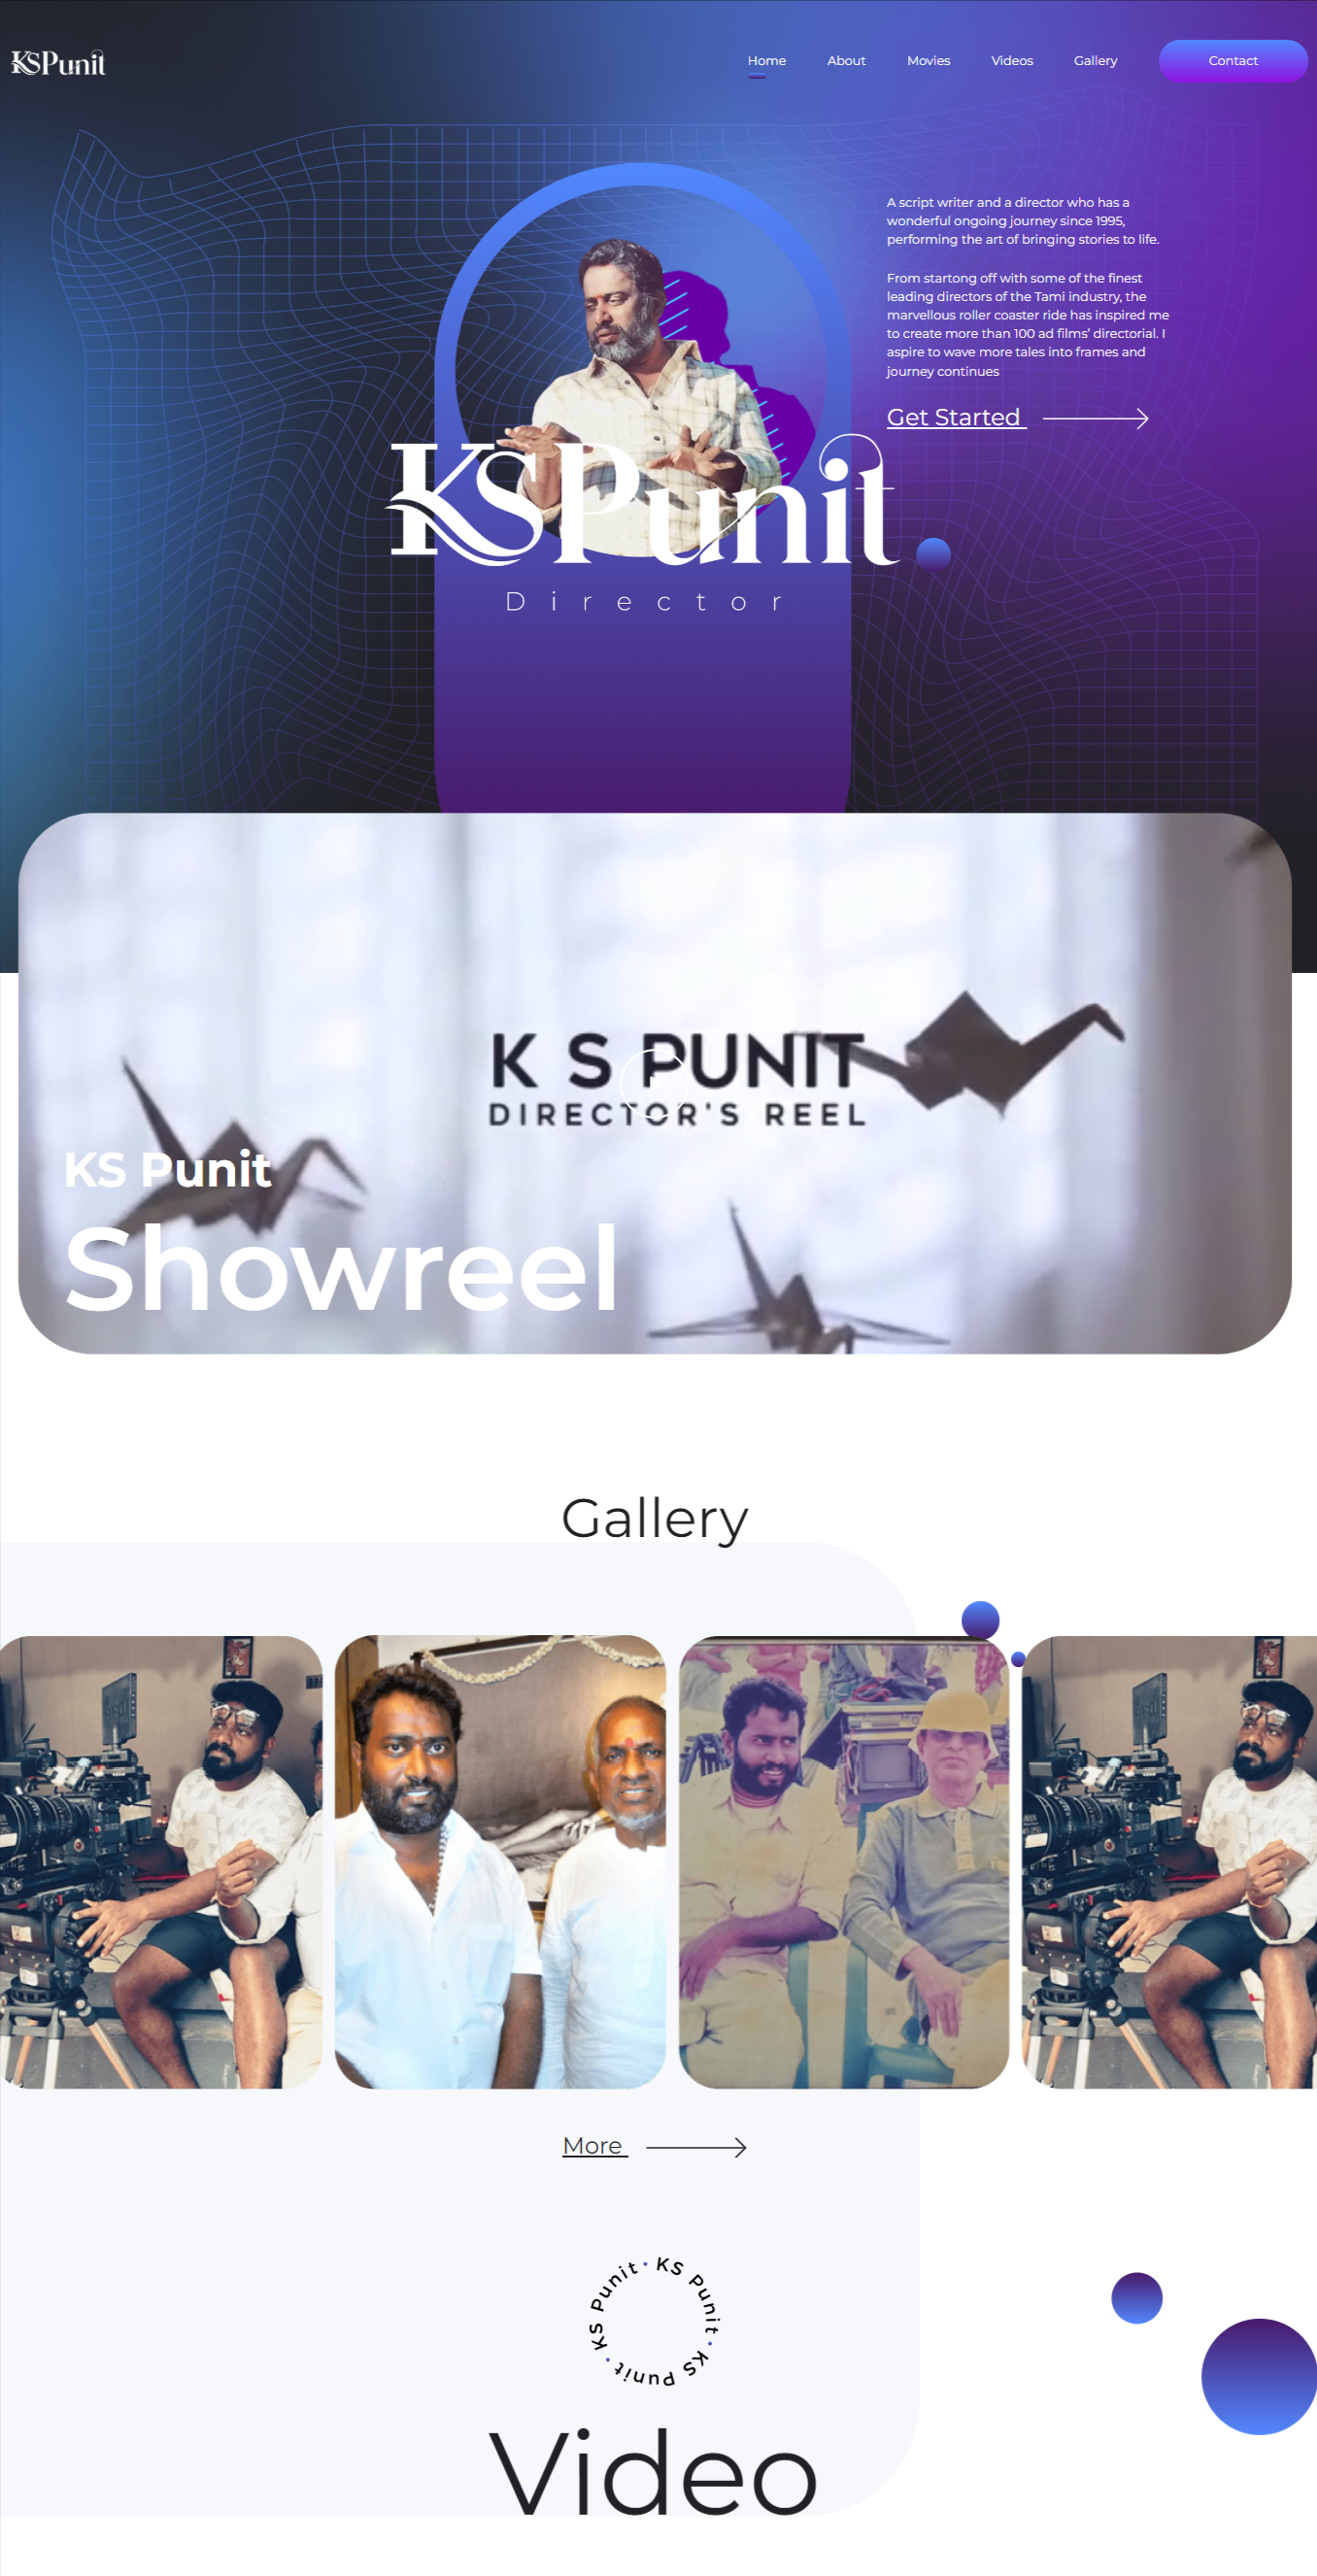 KSPunit
Home About Movies Videos Gallery Contact
A script writer and a director who has a
wonderful ongoing journey since 1995,
performing the art of bringing stories to life.
From startong off with some of the finest
leading directors of the Tami industry, the
marvellous roller coaster ride has inspired me
to create more than 100 ad films' directorial. I
aspire to wave more tales into frames and
journey continues
Get Started
KSPunit
Director
K S PUNIT
DIRECTOR'S REEL
KS Punit
Showreel
Gallery
More
KS Punit · KS Punit · KS Punit ·
Video